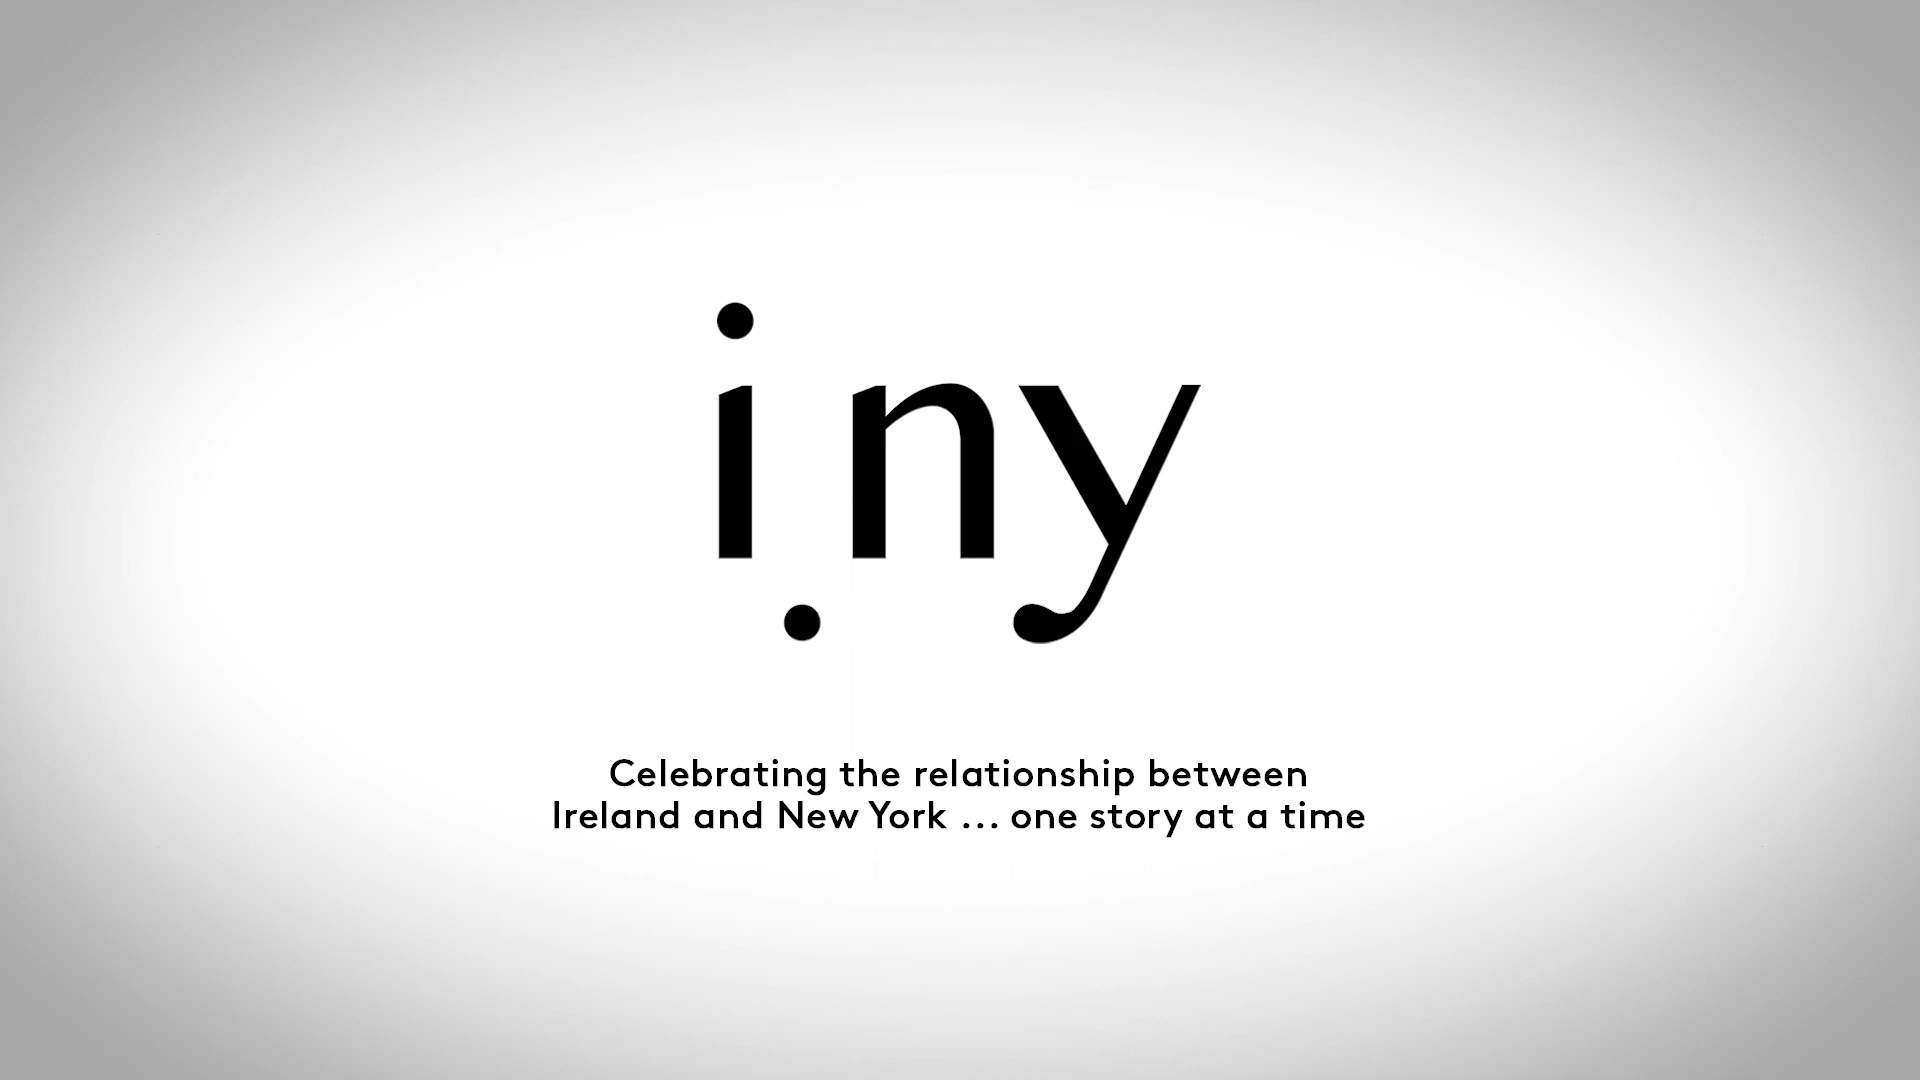 i.ny
Celebrating the relationship between
Ireland and New York ... one story at a time